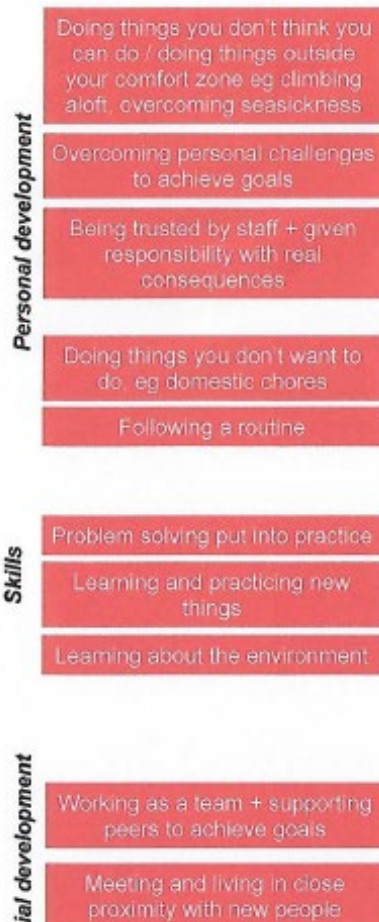 Personal development
Doing things you don't think you
can do / doing things outside
your comfort zone eg climbing
aloft, overcoming seasickness
Overcoming personal challenges
to achieve goals
Being trusted by staff + given
responsibility with real
consequences
Doing things you don't want to
do, eg domestic chores
Following a routine
Skills
Problem solving put into practice
Learning and practicing new
things
Learning about the environment
ial development
Working as a team + supporting
peers to achieve goals
Meeting and living in close
proximity with new people